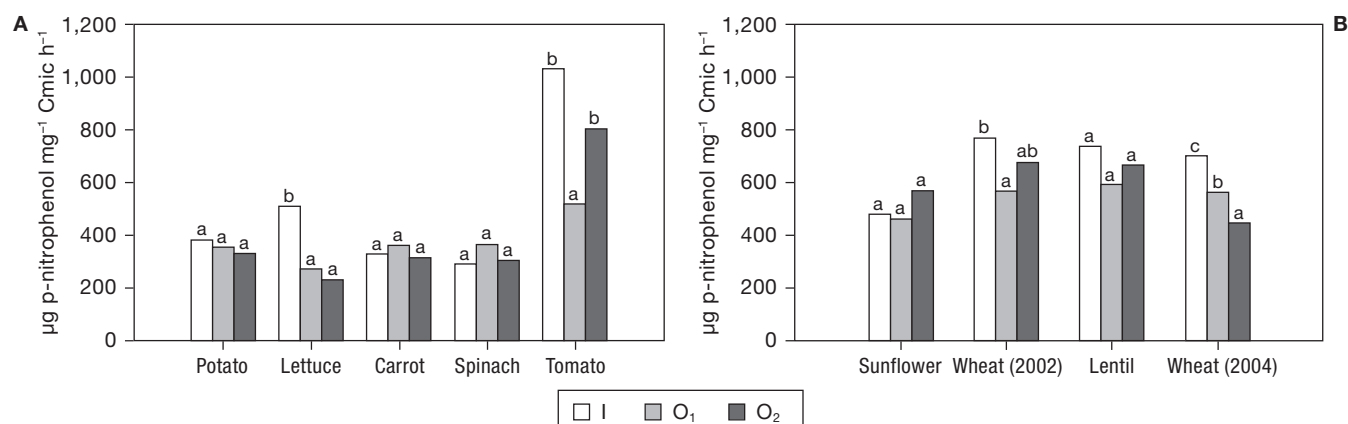 A
µg p-nitrophenol mg⁻¹ Cmic h⁻¹
1,200
1,000
800
600
400
200
0
a a a
b a a
a a a
a a a
b a b
Potato Lettuce Carrot Spinach Tomato
B
µg p-nitrophenol mg⁻¹ Cmic h⁻¹
1,200
1,000
800
600
400
200
0
a a a
b a ab
a a a
c b a
Sunflower Wheat (2002) Lentil Wheat (2004)
I O₁ O₂